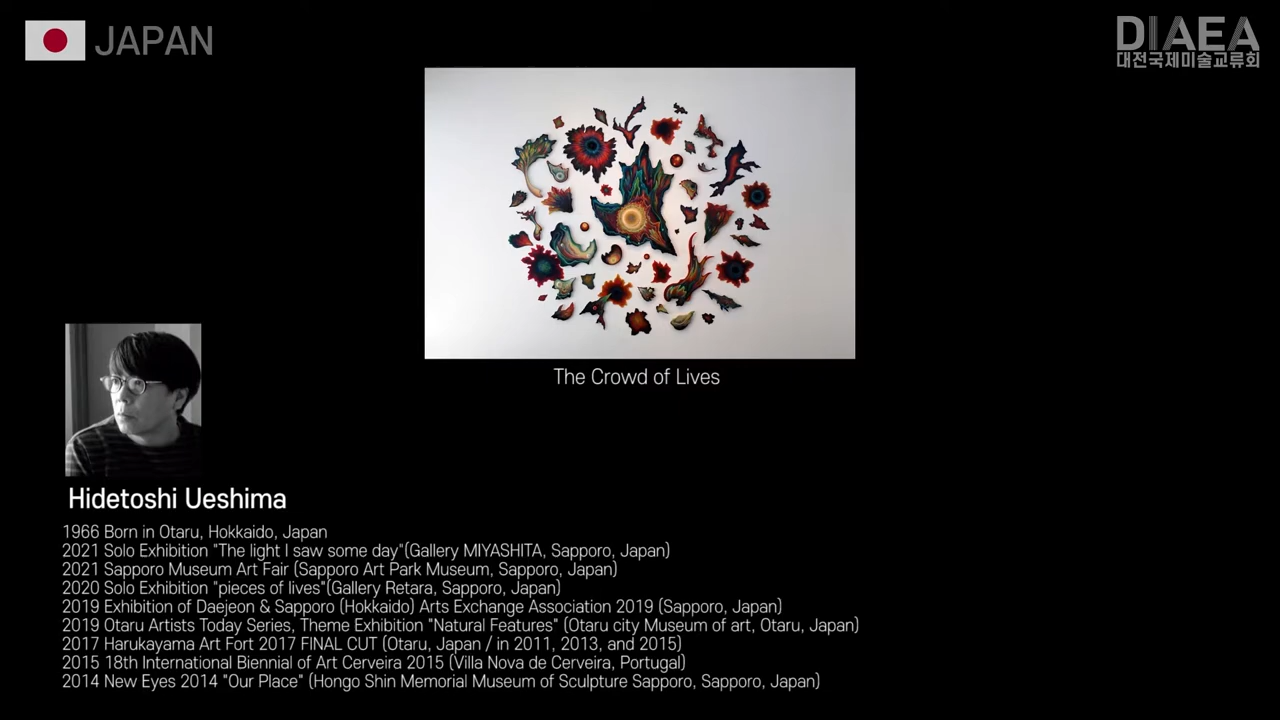 JAPAN
DIAEA
대전국제미술교류회
The Crowd of Lives
Hidetoshi Ueshima
1966 Born in Otaru, Hokkaido, Japan
2021 Solo Exhibition "The light I saw some day"(Gallery MIYASHITA, Sapporo, Japan)
2021 Sapporo Museum Art Fair (Sapporo Art Park Museum, Sapporo, Japan)
2020 Solo Exhibition "pieces of lives"(Gallery Retara, Sapporo, Japan)
2019 Exhibition of Daejeon & Sapporo (Hokkaido) Arts Exchange Association 2019 (Sapporo, Japan)
2019 Otaru Artists Today Series, Theme Exhibition "Natural Features" (Otaru city Museum of art, Otaru, Japan)
2017 Harukayama Art Fort 2017 FINAL CUT (Otaru, Japan / in 2011, 2013, and 2015)
2015 18th International Biennial of Art Cerveira 2015 (Villa Nova de Cerveira, Portugal)
2014 New Eyes 2014 "Our Place" (Hongo Shin Memorial Museum of Sculpture Sapporo, Sapporo, Japan)